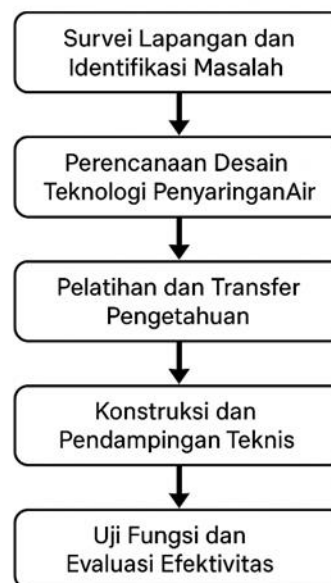 Survei Lapangan dan
Identifikasi Masalah
Perencanaan Desain
Teknologi PenyaringanAir
Pelatihan dan Transfer
Pengetahuan
Konstruksi dan
Pendampingan Teknis
Uji Fungsi dan
Evaluasi Efektivitas